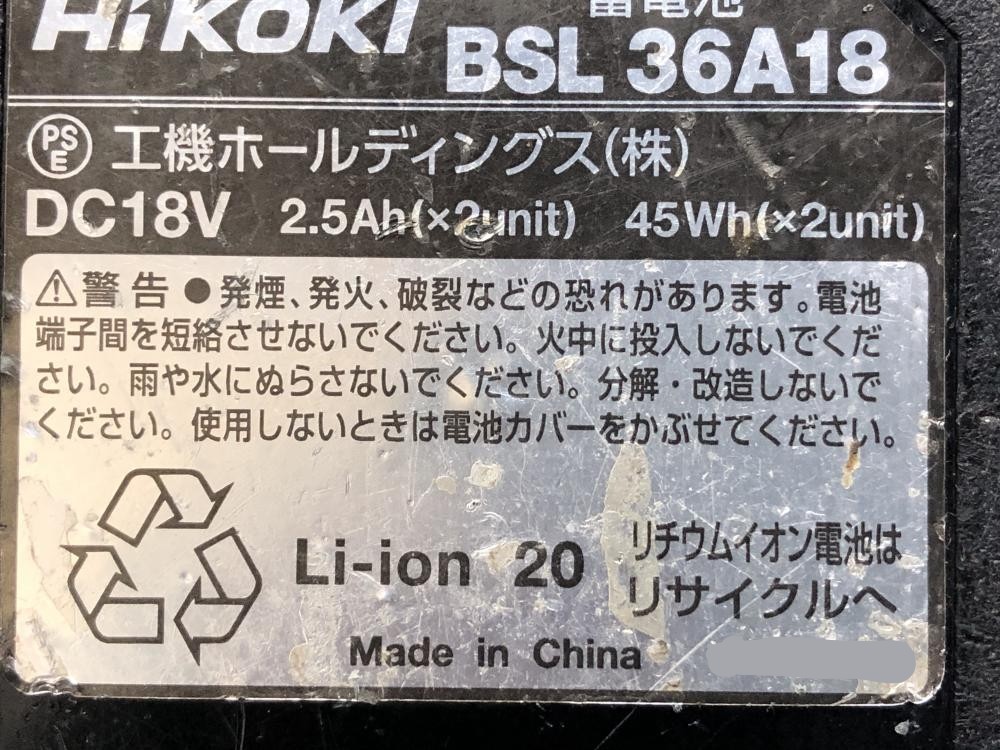 HiKOKI 蓄電池
BSL 36A18
PSE 工機ホールディングス(株)
DC18V 2.5Ah(×2unit) 45Wh(×2unit)
⚠警告 ●発煙、発火、破裂などの恐れがあります。電池
端子間を短絡させないでください。火中に投入しないでくだ
さい。雨や水にぬらさないでください。分解・改造しないで
ください。使用しないときは電池カバーをかぶせてください。
Li-ion 20
リチウムイオン電池は
リサイクルへ
Made in China